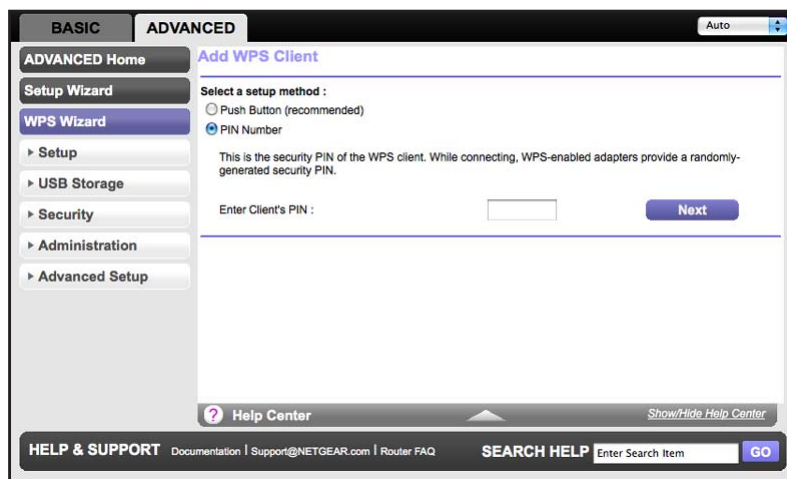 BASIC
ADVANCED
Auto
ADVANCED Home
Setup Wizard
WPS Wizard
Setup
USB Storage
Security
Administration
Advanced Setup
Add WPS Client
Select a setup method :
Push Button (recommended)
PIN Number
This is the security PIN of the WPS client. While connecting, WPS-enabled adapters provide a randomly-
generated security PIN.
Enter Client's PIN :
Next
? Help Center
Show/Hide Help Center
HELP & SUPPORT Documentation | Support@NETGEAR.com | Router FAQ
SEARCH HELP Enter Search Item GO